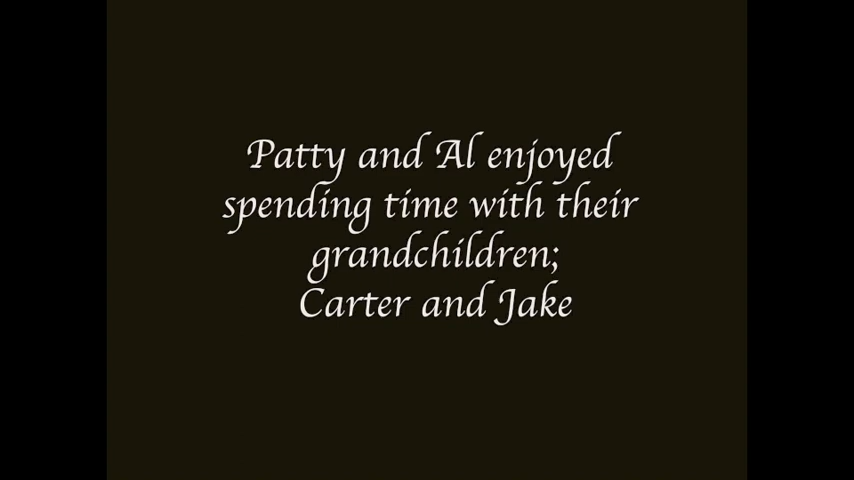 Patty and Al enjoyed
spending time with their
grandchildren;
Carter and Jake